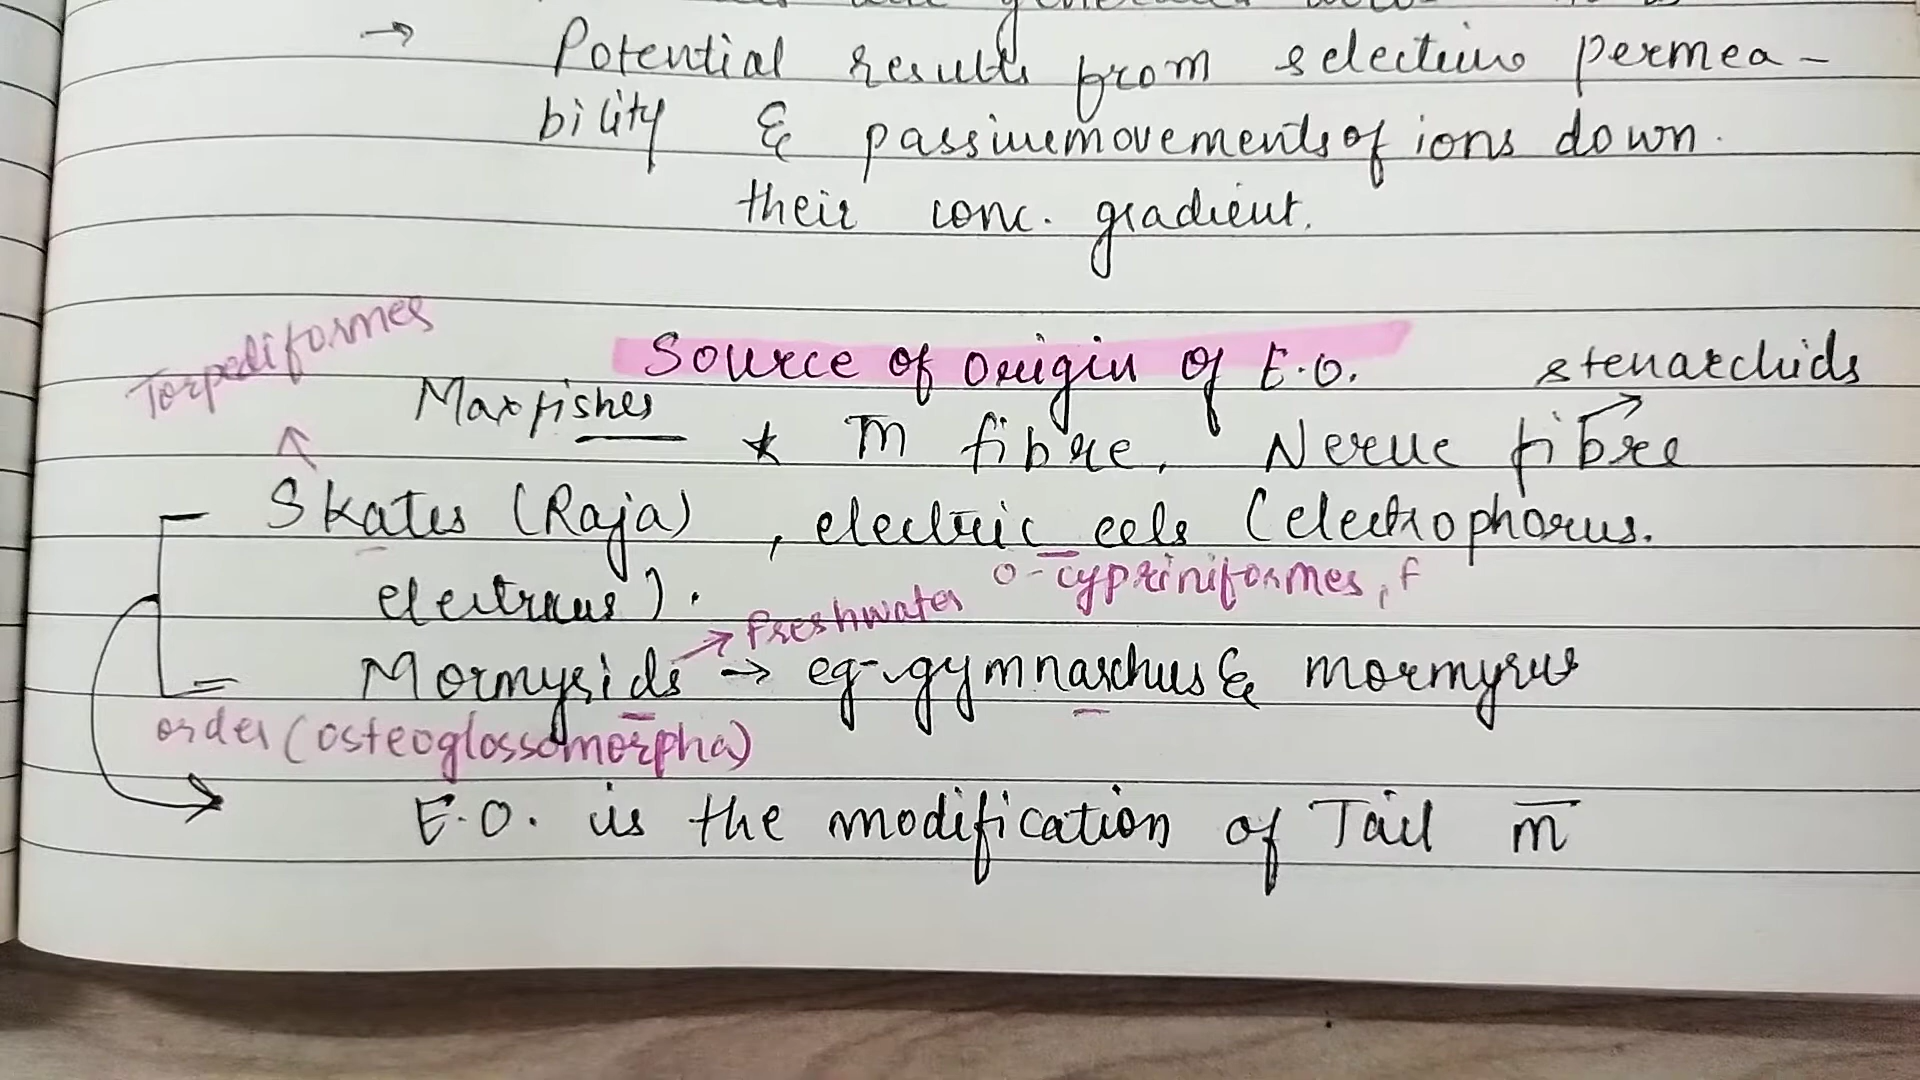 → Potential results from selective permea-
bility & passive movements of ions down
their conc. gradient.
Torpediformes
Source of origin of E.O.
stenarchids
Max fishes * m̅ fibre, Nerve fibre
Skates (Raja), electric eels (electrophorus.
electricus).
o-cypriniformes, F
→ Freshwater
Mormyrids → eg- gymnarchus & mormyrus
order (osteoglossomorpha)
E.O. is the modification of Tail m̅